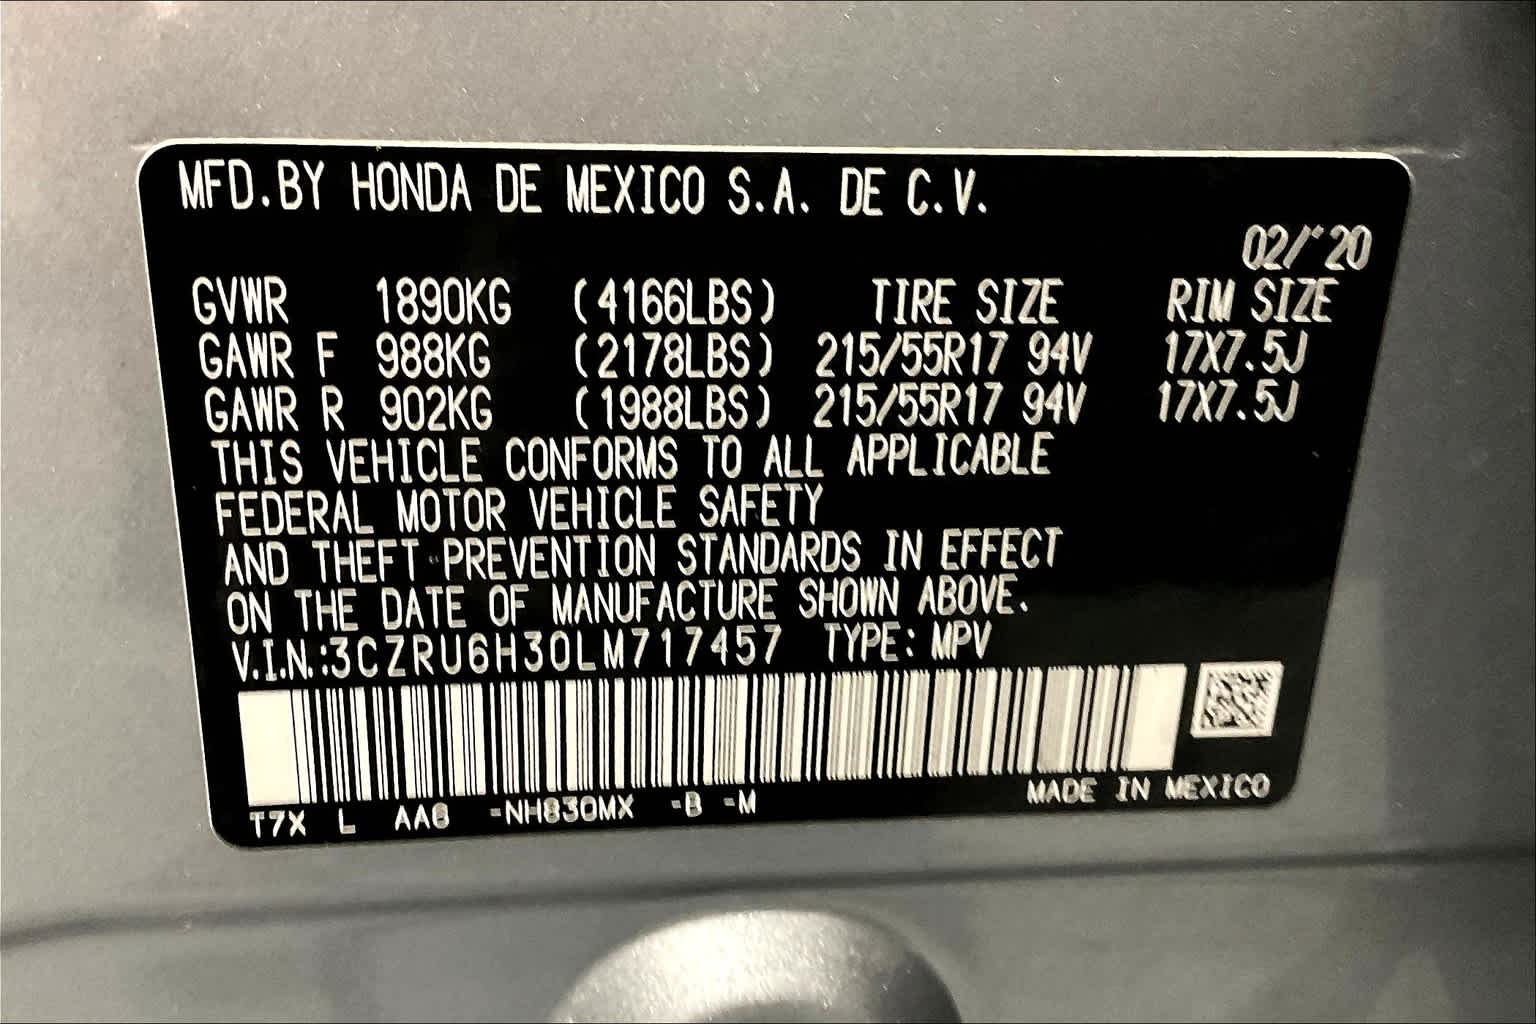 MFD.BY HONDA DE MEXICO S.A. DE C.V.
02/'20
GVWR 1890KG (4166LBS) TIRE SIZE RIM SIZE
GAWR F 988KG (2178LBS) 215/55R17 94V 17X7.5J
GAWR R 902KG (1988LBS) 215/55R17 94V 17X7.5J
THIS VEHICLE CONFORMS TO ALL APPLICABLE
FEDERAL MOTOR VEHICLE SAFETY
AND THEFT PREVENTION STANDARDS IN EFFECT
ON THE DATE OF MANUFACTURE SHOWN ABOVE.
V.I.N.:3CZRU6H30LM717457 TYPE: MPV
T7X L AA6 -NH830MX -B -M
MADE IN MEXICO